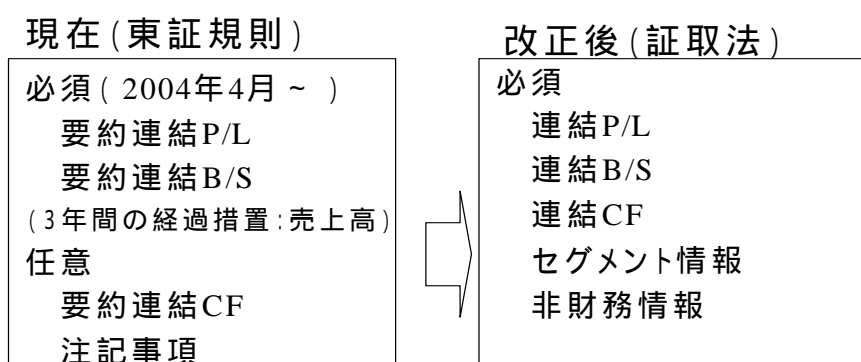 現在(東証規則)
必須(2004年4月~ )
要約連結P/L
要約連結B/S
(3年間の経過措置:売上高)
任意
要約連結CF
注記事項
改正後(証取法)
必須
連結P/L
連結B/S
連結CF
セグメント情報
非財務情報